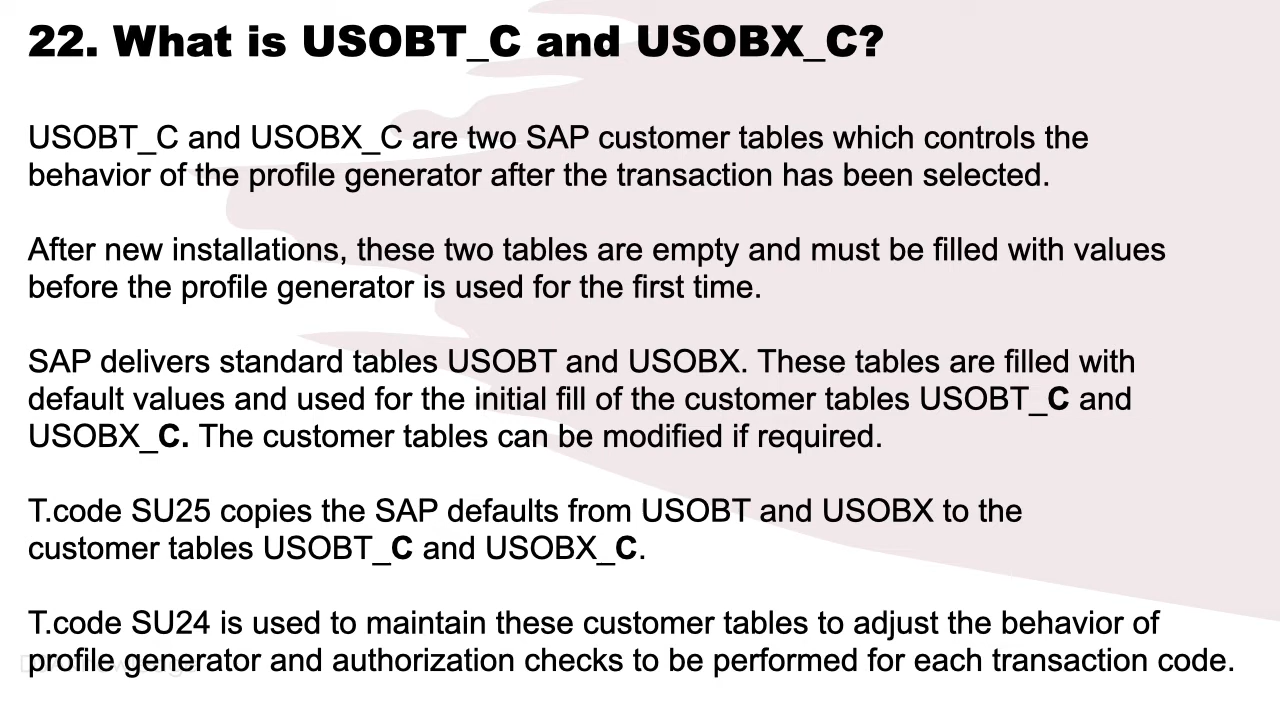 22. What is USOBT_C and USOBX_C?
USOBT_C and USOBX_C are two SAP customer tables which controls the
behavior of the profile generator after the transaction has been selected.
After new installations, these two tables are empty and must be filled with values
before the profile generator is used for the first time.
SAP delivers standard tables USOBT and USOBX. These tables are filled with
default values and used for the initial fill of the customer tables USOBT_C and
USOBX_C. The customer tables can be modified if required.
T.code SU25 copies the SAP defaults from USOBT and USOBX to the
customer tables USOBT_C and USOBX_C.
T.code SU24 is used to maintain these customer tables to adjust the behavior of
profile generator and authorization checks to be performed for each transaction code.